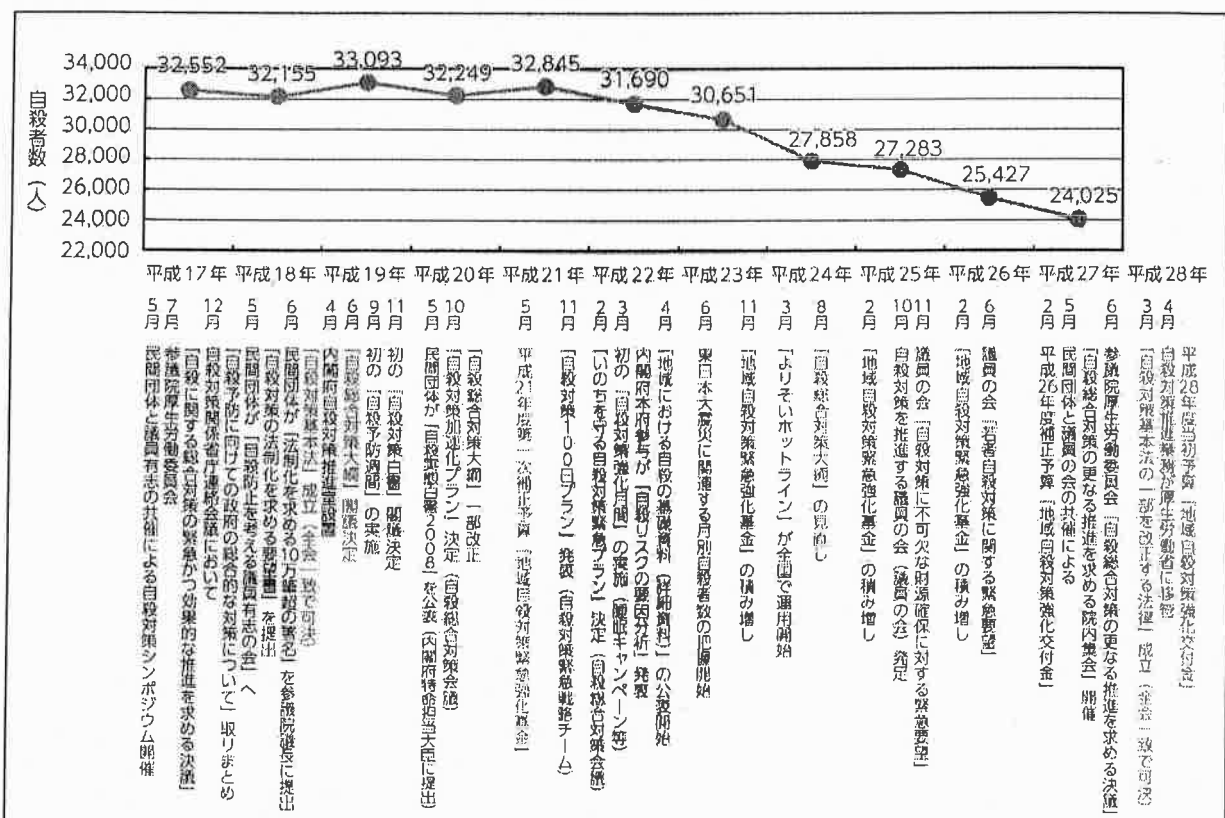 自殺者数（人）
34,000
32,000
30,000
28,000
26,000
24,000
22,000
32,552
32,155
33,093
32,249
32,845
31,690
30,651
27,858
27,283
25,427
24,025
平成17年
平成18年
平成19年
平成20年
平成21年
平成22年
平成23年
平成24年
平成25年
平成26年
平成27年
平成28年
5月
民間団体と議員有志の共催による自殺対策シンポジウム開催
7月
参議院厚生労働委員会
「自殺に関する総合対策の緊急かつ効果的な推進を求める決議」
12月
自殺対策関係省庁連絡会議において
「自殺予防に向けての政府の総合的な対策について」取りまとめ
5月
民間団体が「自殺防止を考える議員有志の会」へ
「自殺対策の法制化を求める要望書」を提出
6月
民間団体が「法制化を求める10万人超の署名」を参議院議長に提出
「自殺対策基本法」成立（全会一致で可決）
4月
内閣府自殺対策推進室設置
6月
「自殺総合対策大綱」閣議決定
9月
初の「自殺予防週間」の実施
11月
初の「自殺対策白書」閣議決定
5月
民間団体が「自殺実態白書2008」を公表（内閣府特命担当大臣に提出）
10月
「自殺対策加速化プラン」決定（自殺総合対策会議）
「自殺総合対策大綱」一部改正
5月
平成21年度第一次補正予算「地域自殺対策緊急強化基金」
11月
「自殺対策100日プラン」発表（自殺対策緊急戦略チーム）
2月
「いのちを守る自殺対策緊急プラン」決定（自殺総合対策会議）
3月
初の「自殺対策強化月間」の実施（睡眠キャンペーン等）
内閣府本府参与が「自殺リスクの要因分析」発表
4月
「地域における自殺の基礎資料（詳細資料）」の公表開始
6月
東日本大震災に関連する月別自殺者数の把握開始
11月
「地域自殺対策緊急強化基金」の積み増し
3月
「よりそいホットライン」が全国で運用開始
8月
「自殺総合対策大綱」の見直し
2月
「地域自殺対策緊急強化基金」の積み増し
10月
自殺対策を推進する議員の会（議員の会）発足
11月
議員の会「自殺対策に不可欠な財源確保に対する緊急要望」
2月
「地域自殺対策緊急強化基金」の積み増し
6月
議員の会「若者自殺対策に関する緊急要望」
2月
平成26年度補正予算「地域自殺対策強化交付金」
5月
民間団体と議員の会の共催による
「自殺総合対策の更なる推進を求める院内集会」開催
6月
参議院厚生労働委員会「自殺総合対策の更なる推進を求める決議」
3月
「自殺対策基本法の一部を改正する法律」成立（全会一致で可決）
4月
自殺対策推進業務が厚生労働省に移管
平成28年度当初予算「地域自殺対策強化交付金」